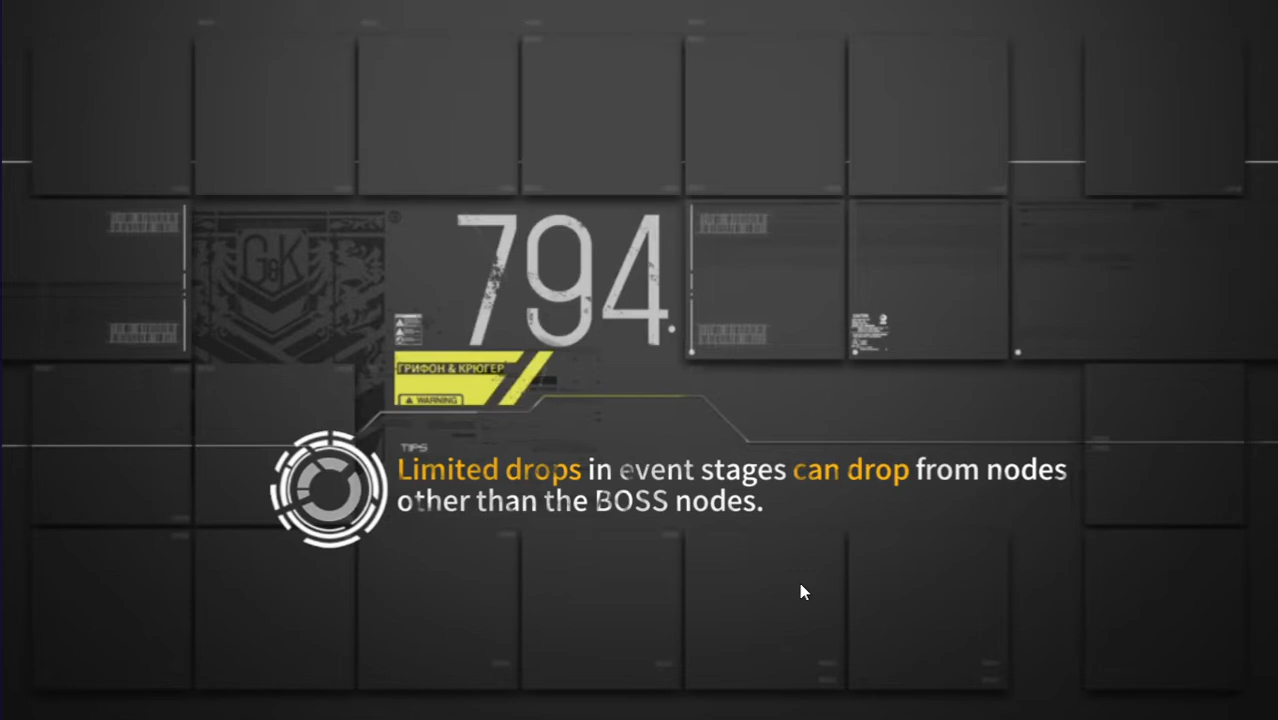 G&K
794.
ГРИФОН & КРЮГЕР
WARNING
TIPS
Limited drops in event stages can drop from nodes
other than the BOSS nodes.